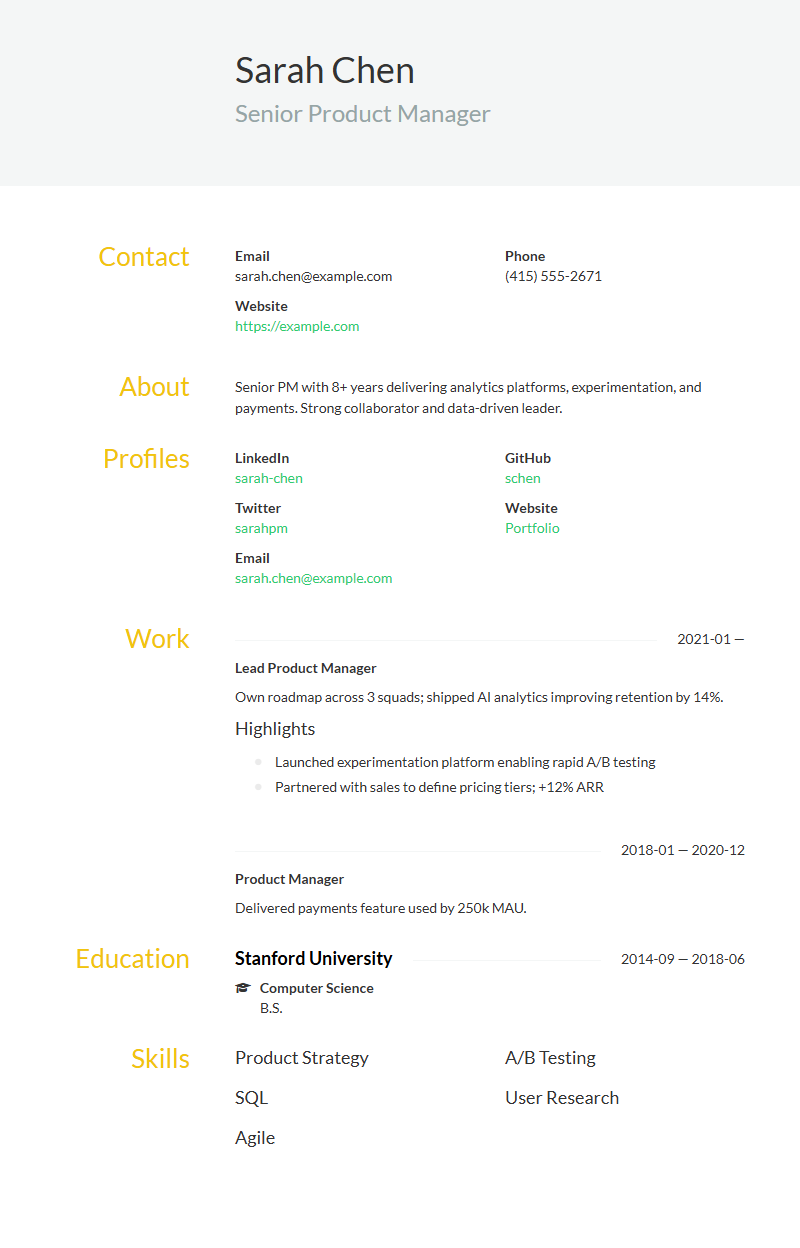 Sarah Chen
Senior Product Manager
Contact
Email
sarah.chen@example.com
Phone
(415) 555-2671
Website
https://example.com
About
Senior PM with 8+ years delivering analytics platforms, experimentation, and
payments. Strong collaborator and data-driven leader.
Profiles
LinkedIn
sarah-chen
GitHub
schen
Twitter
sarahpm
Website
Portfolio
Email
sarah.chen@example.com
Work
2021-01 —
Lead Product Manager
Own roadmap across 3 squads; shipped AI analytics improving retention by 14%.
Highlights
Launched experimentation platform enabling rapid A/B testing
Partnered with sales to define pricing tiers; +12% ARR
2018-01 — 2020-12
Product Manager
Delivered payments feature used by 250k MAU.
Education
Stanford University
2014-09 — 2018-06
Computer Science
B.S.
Skills
Product Strategy
A/B Testing
SQL
User Research
Agile